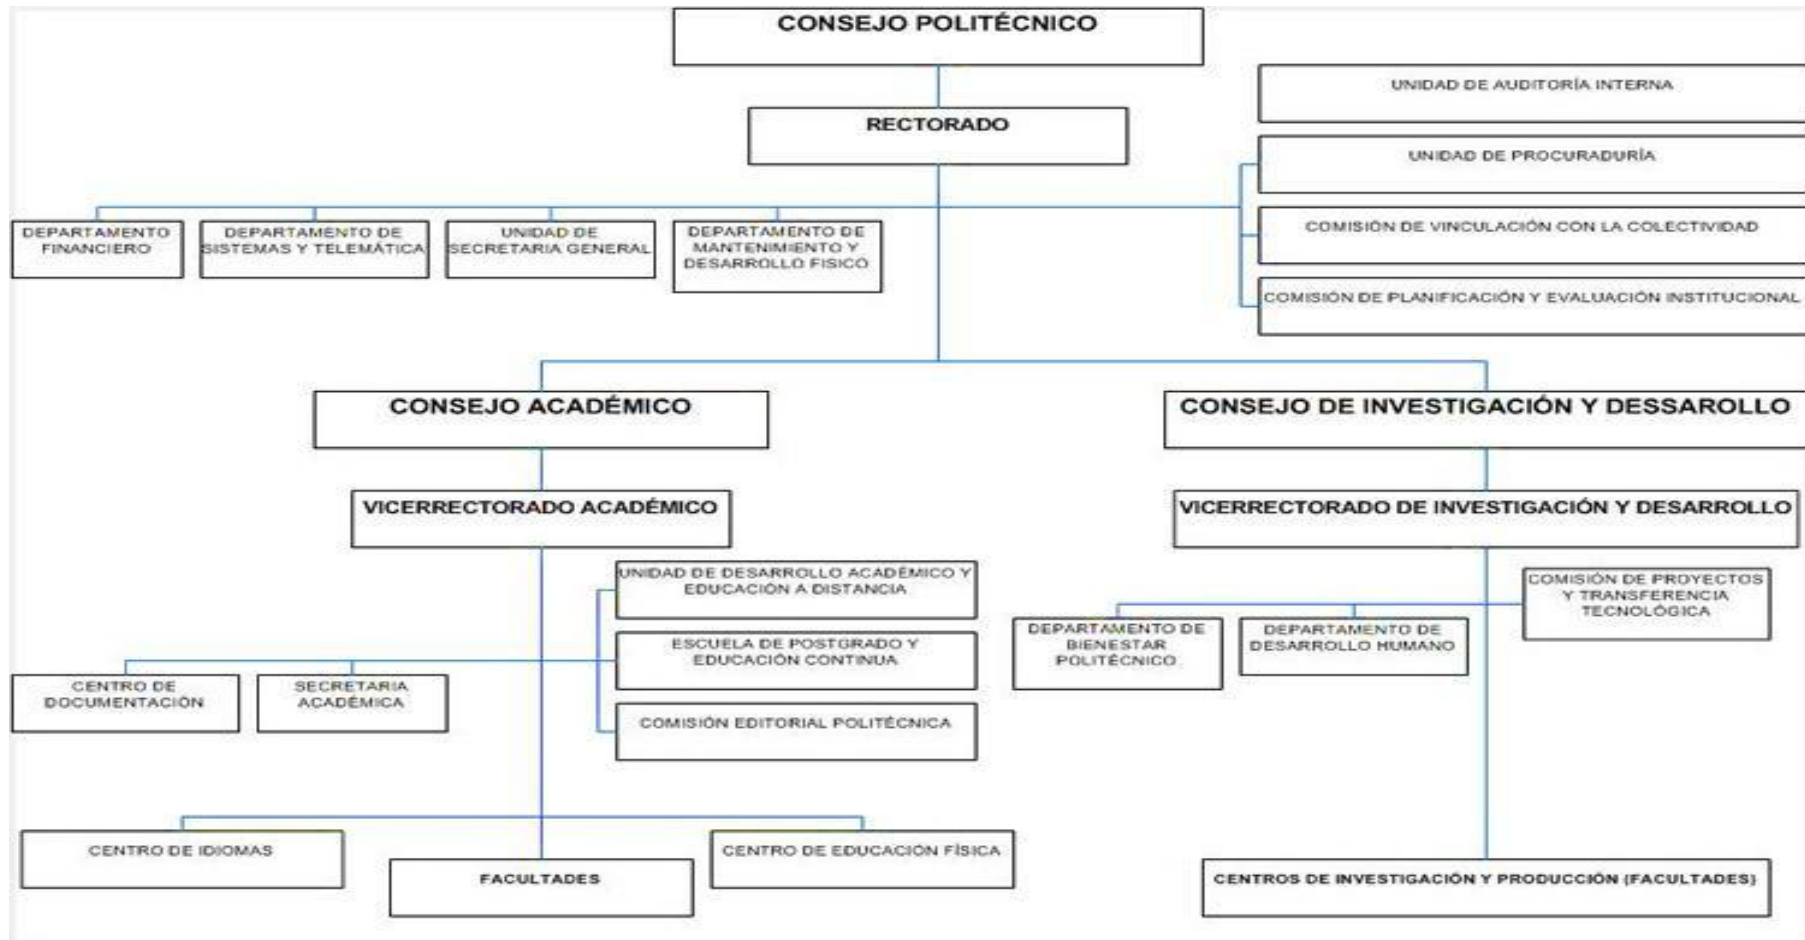 CONSEJO POLITÉCNICO
UNIDAD DE AUDITORÍA INTERNA
RECTORADO
UNIDAD DE PROCURADURÍA
COMISIÓN DE VINCULACIÓN CON LA COLECTIVIDAD
COMISIÓN DE PLANIFICACIÓN Y EVALUACIÓN INSTITUCIONAL
DEPARTAMENTO
FINANCIERO
DEPARTAMENTO DE
SISTEMAS Y TELEMÁTICA
UNIDAD DE
SECRETARIA GENERAL
DEPARTAMENTO DE
MANTENIMIENTO Y
DESARROLLO FISICO
CONSEJO ACADÉMICO
CONSEJO DE INVESTIGACIÓN Y DESSAROLLO
VICERRECTORADO ACADÉMICO
VICERRECTORADO DE INVESTIGACIÓN Y DESARROLLO
UNIDAD DE DESARROLLO ACADÉMICO Y
EDUCACIÓN A DISTANCIA
ESCUELA DE POSTGRADO Y
EDUCACIÓN CONTINUA
COMISIÓN EDITORIAL POLITÉCNICA
CENTRO DE
DOCUMENTACIÓN
SECRETARIA
ACADÉMICA
COMISIÓN DE PROYECTOS
Y TRANSFERENCIA
TECNOLÓGICA
DEPARTAMENTO DE
BIENESTAR
POLITÉCNICO
DEPARTAMENTO DE
DESARROLLO HUMANO
CENTRO DE IDIOMAS
FACULTADES
CENTRO DE EDUCACIÓN FÍSICA
CENTROS DE INVESTIGACIÓN Y PRODUCCIÓN (FACULTADES)